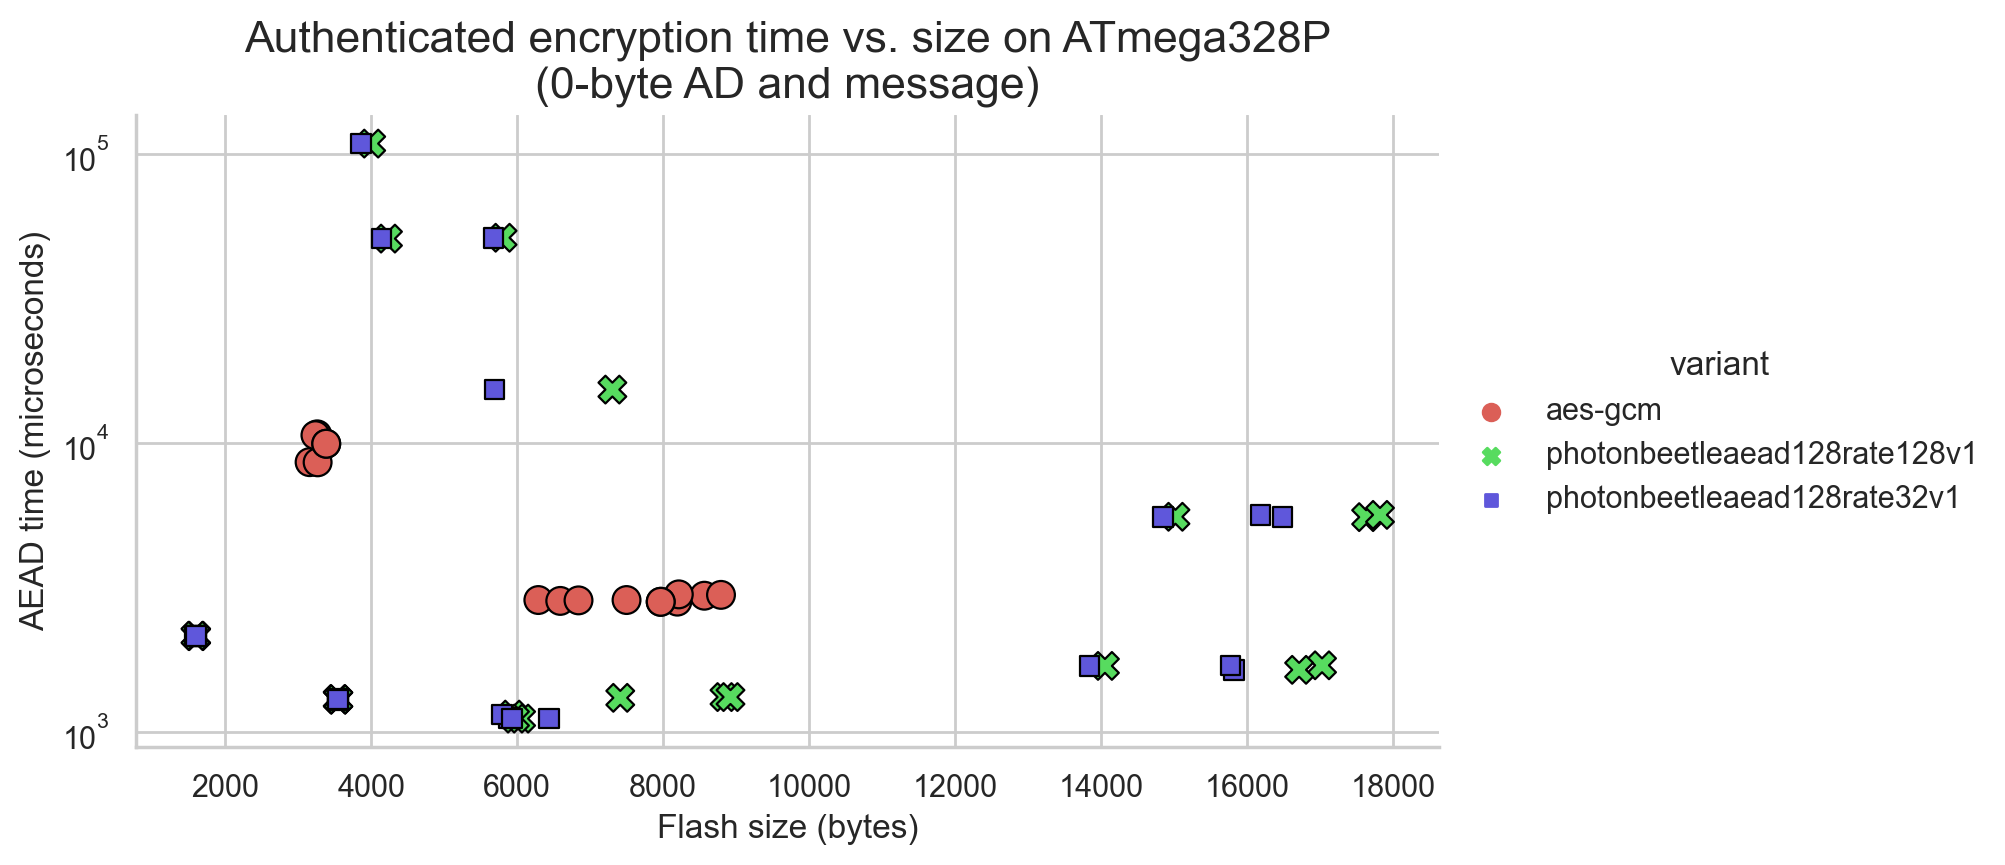 Authenticated encryption time vs. size on ATmega328P
(0-byte AD and message)
AEAD time (microseconds)
10^5
10^4
10^3
2000 4000 6000 8000 10000 12000 14000 16000 18000
Flash size (bytes)
variant
aes-gcm
photonbeetleaead128rate128v1
photonbeetleaead128rate32v1